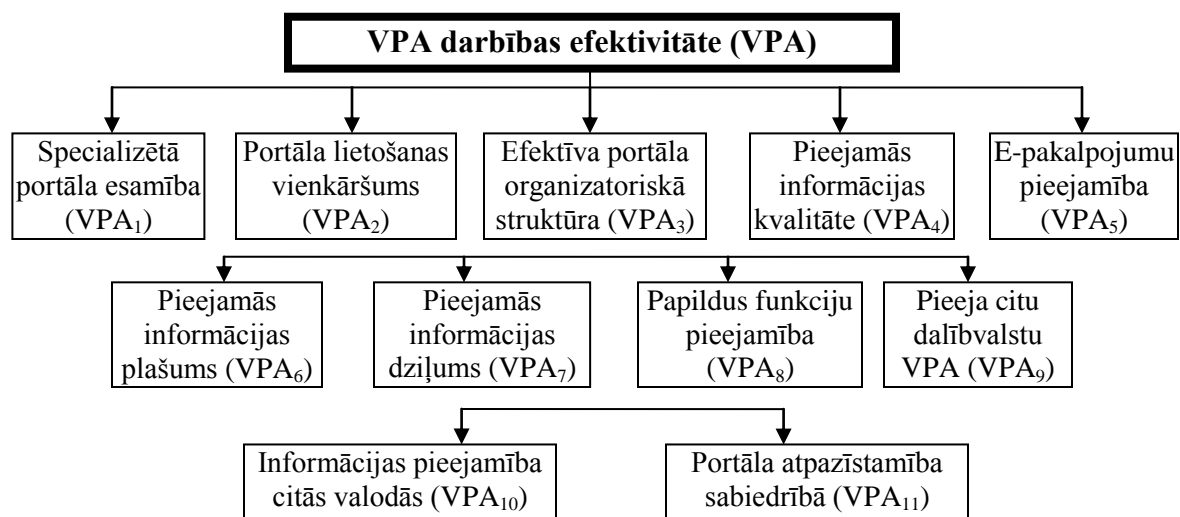 VPA darbības efektivitāte (VPA)
Specializētā
portāla esamība
(VPA₁)
Portāla lietošanas
vienkāršums
(VPA₂)
Efektīva portāla
organizatoriskā
struktūra (VPA₃)
Pieejamās
informācijas
kvalitāte (VPA₄)
E-pakalpojumu
pieejamība
(VPA₅)
Pieejamās
informācijas
plašums (VPA₆)
Pieejamās
informācijas
dziļums (VPA₇)
Papildus funkciju
pieejamība
(VPA₈)
Pieeja citu
dalībvalstu
VPA (VPA₉)
Informācijas pieejamība
citās valodās (VPA₁₀)
Portāla atpazīstamība
sabiedrībā (VPA₁₁)